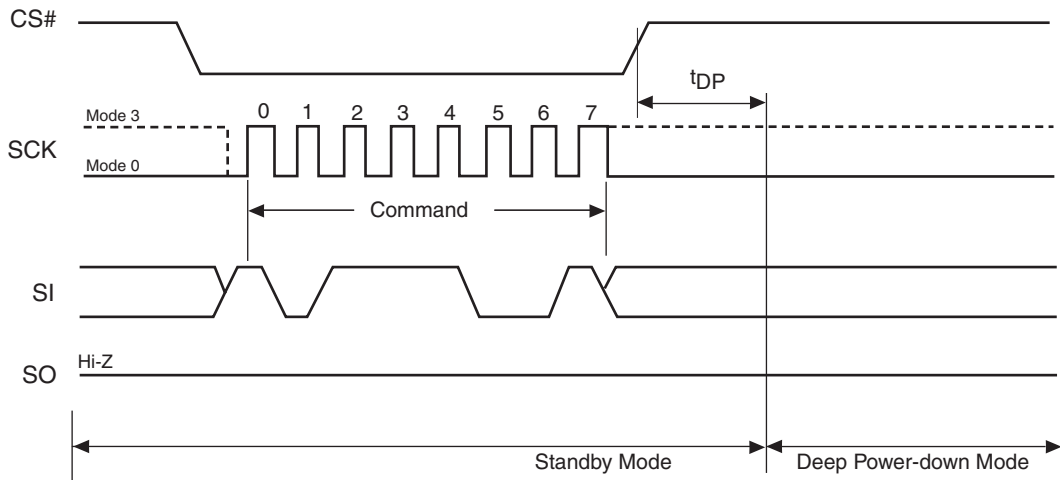 CS#
tDP
Mode 3
0 1 2 3 4 5 6 7
SCK
Mode 0
Command
SI
Hi-Z
SO
Standby Mode
Deep Power-down Mode